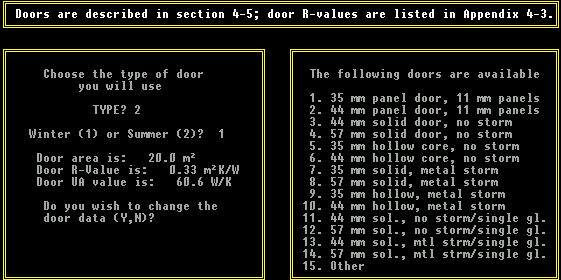 Doors are described in section 4-5; door R-values are listed in Appendix 4-3.
Choose the type of door
you will use
TYPE? 2
Winter (1) or Summer (2)? 1
Door area is: 20.0 m²
Door R-Value is: 0.33 m²K/W
Door UA value is: 60.6 W/K
Do you wish to change the
door data (Y,N)?
The following doors are available
1. 35 mm panel door, 11 mm panels
2. 44 mm panel door, 11 mm panels
3. 44 mm solid door, no storm
4. 57 mm solid door, no storm
5. 35 mm hollow core, no storm
6. 44 mm hollow core, no storm
7. 35 mm solid, metal storm
8. 57 mm solid, metal storm
9. 35 mm hollow, metal storm
10. 44 mm hollow, metal storm
11. 44 mm sol., no storm/single gl.
12. 57 mm sol., no storm/single gl.
13. 44 mm sol., mtl strm/single gl.
14. 57 mm sol., mtl strm/single gl.
15. Other